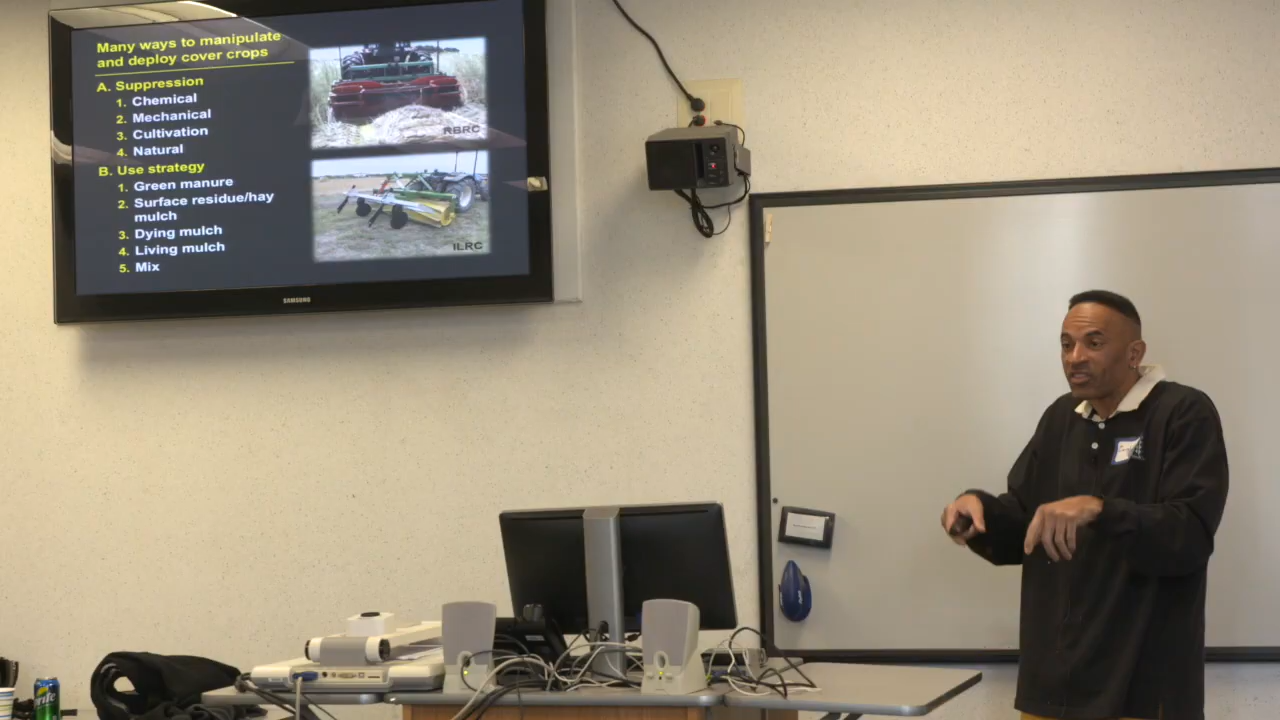 Many ways to manipulate
and deploy cover crops
A. Suppression
1. Chemical
2. Mechanical
3. Cultivation
4. Natural
B. Use strategy
1. Green manure
2. Surface residue/hay
mulch
3. Dying mulch
4. Living mulch
5. Mix
RBRC
ILRC
SAMSUNG